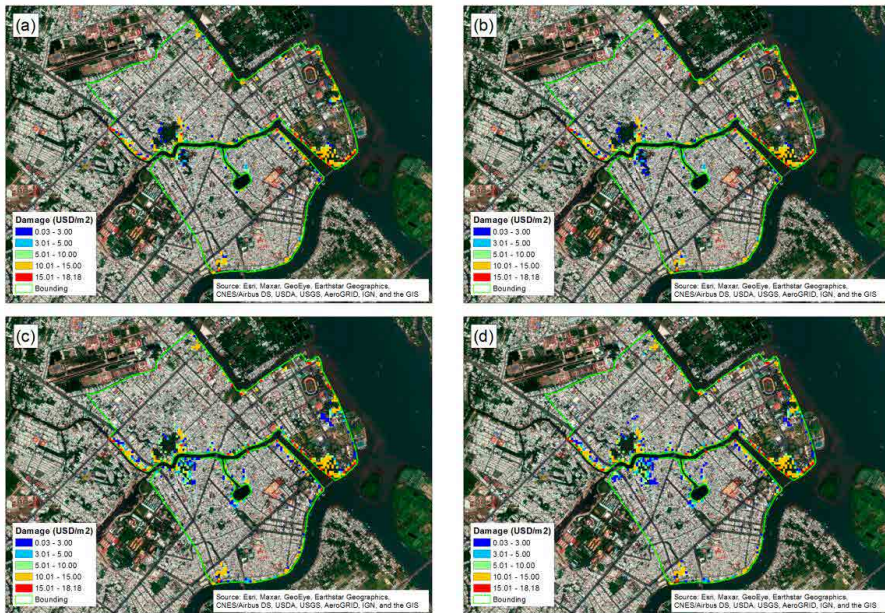 (a)
Damage (USD/m2)
0.03 - 3.00
3.01 - 5.00
5.01 - 10.00
10.01 - 15.00
15.01 - 18.18
Bounding
Source: Esri, Maxar, GeoEye, Earthstar Geographics,
CNES/Airbus DS, USDA, USGS, AeroGRID, IGN, and the GIS
(b)
Damage (USD/m2)
0.03 - 3.00
3.01 - 5.00
5.01 - 10.00
10.01 - 15.00
15.01 - 18.18
Bounding
Source: Esri, Maxar, GeoEye, Earthstar Geographics,
CNES/Airbus DS, USDA, USGS, AeroGRID, IGN, and the GIS
(c)
Damage (USD/m2)
0.03 - 3.00
3.01 - 5.00
5.01 - 10.00
10.01 - 15.00
15.01 - 18.18
Bounding
Source: Esri, Maxar, GeoEye, Earthstar Geographics,
CNES/Airbus DS, USDA, USGS, AeroGRID, IGN, and the GIS
(d)
Damage (USD/m2)
0.03 - 3.00
3.01 - 5.00
5.01 - 10.00
10.01 - 15.00
15.01 - 18.18
Bounding
Source: Esri, Maxar, GeoEye, Earthstar Geographics,
CNES/Airbus DS, USDA, USGS, AeroGRID, IGN, and the GIS